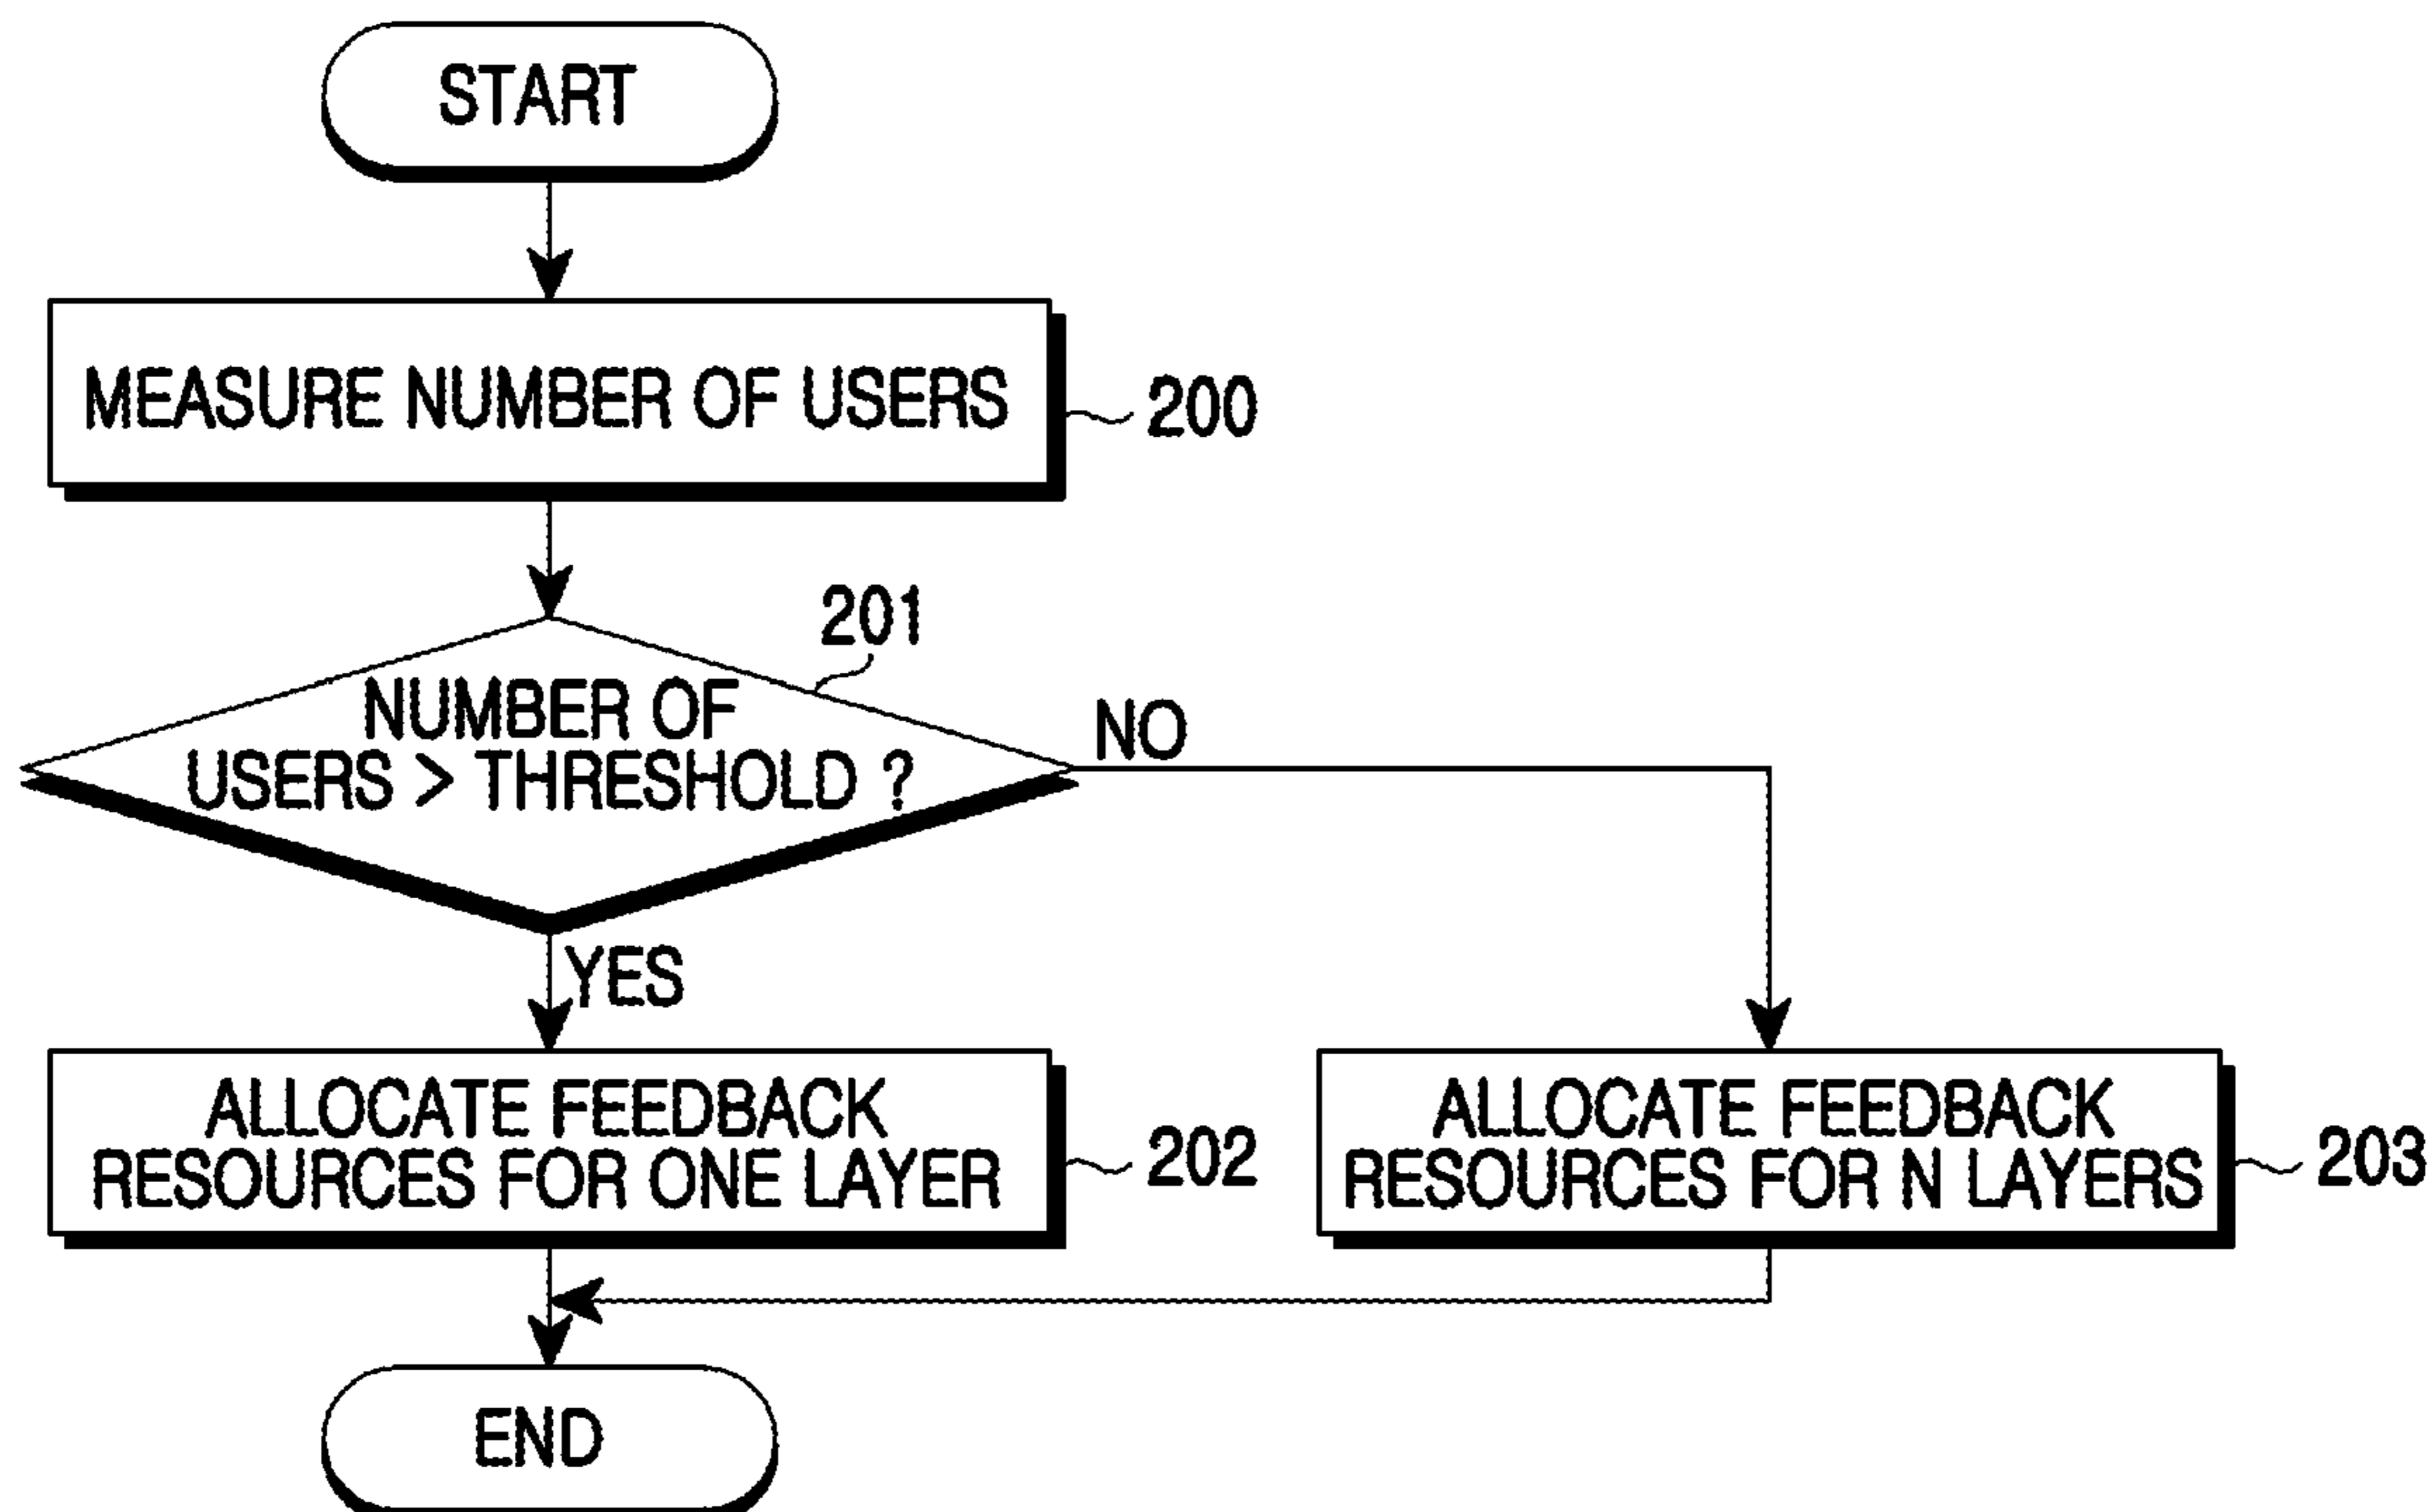 START
MEASURE NUMBER OF USERS
200
201
NUMBER OF
USERS > THRESHOLD ?
NO
YES
ALLOCATE FEEDBACK
RESOURCES FOR ONE LAYER
202
ALLOCATE FEEDBACK
RESOURCES FOR N LAYERS
203
END